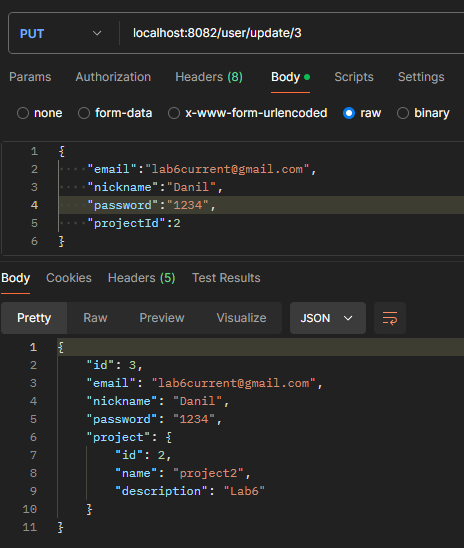 PUT localhost:8082/user/update/3
Params Authorization Headers (8) Body Scripts Settings
none form-data x-www-form-urlencoded raw binary
1 {
2 "email":"lab6current@gmail.com",
3 "nickname":"Danil",
4 "password":"1234",
5 "projectId":2
6 }
Body Cookies Headers (5) Test Results
Pretty Raw Preview Visualize JSON
1 {
2 "id": 3,
3 "email": "lab6current@gmail.com",
4 "nickname": "Danil",
5 "password": "1234",
6 "project": {
7 "id": 2,
8 "name": "project2",
9 "description": "Lab6"
10 }
11 }